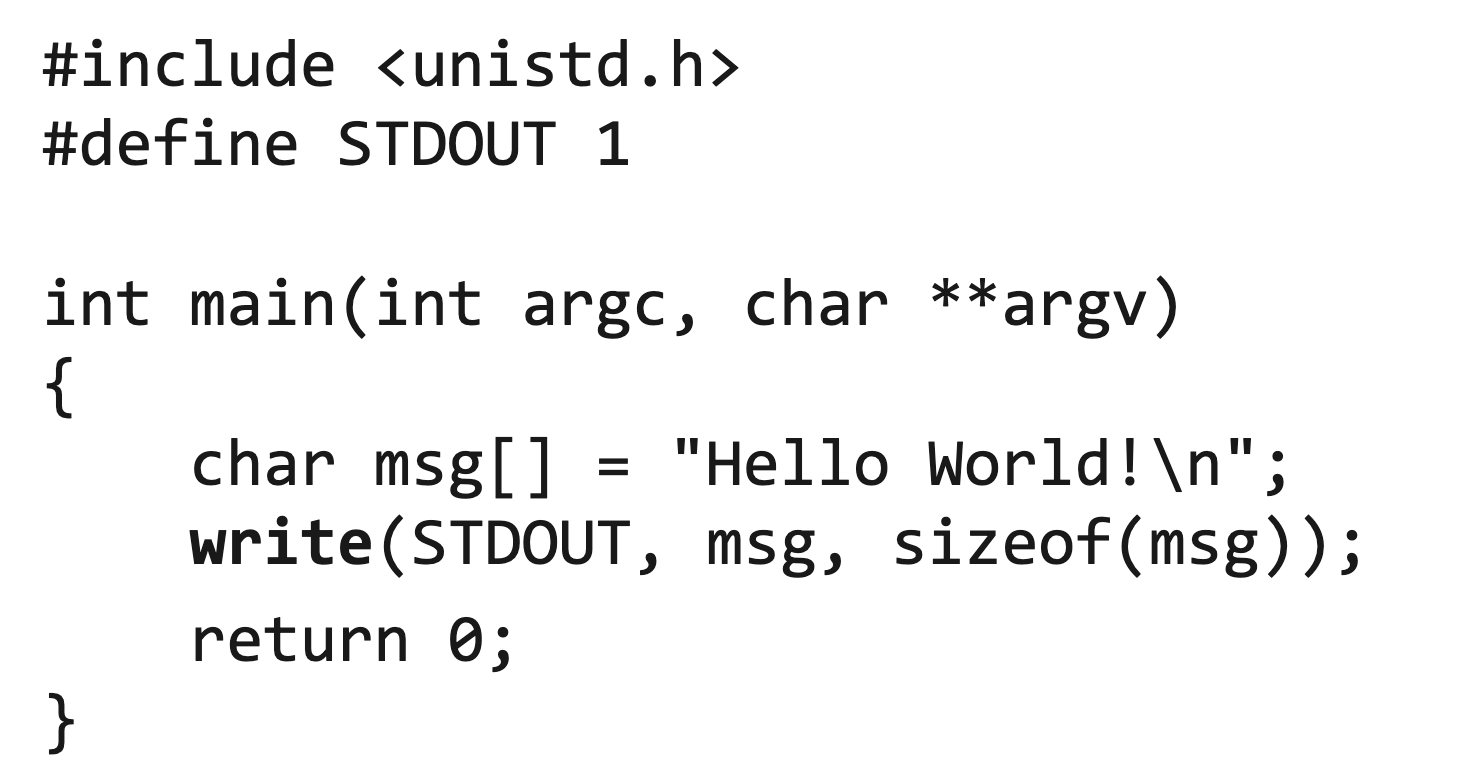 #include <unistd.h>
#define STDOUT 1

int main(int argc, char **argv)
{
    char msg[] = "Hello World!\n";
    write(STDOUT, msg, sizeof(msg));
    return 0;
}